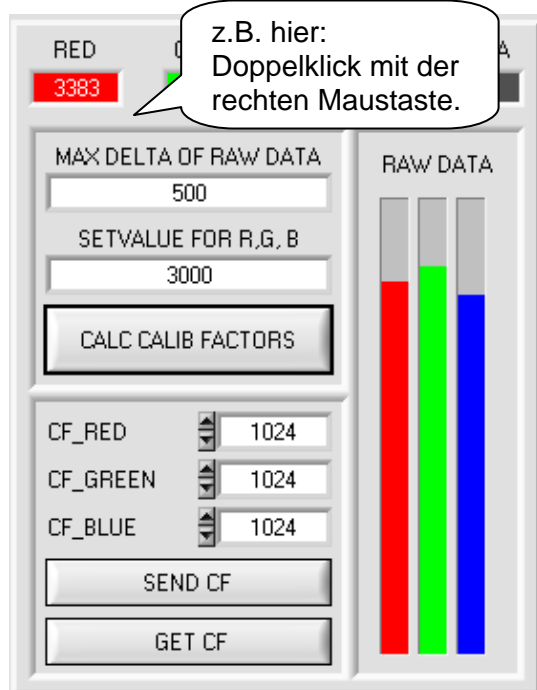 z.B. hier:
Doppelklick mit der
rechten Maustaste.
RED
3383
MAX DELTA OF RAW DATA
500
SETVALUE FOR R,G, B
3000
CALC CALIB FACTORS
RAW DATA
CF_RED 1024
CF_GREEN 1024
CF_BLUE 1024
SEND CF
GET CF